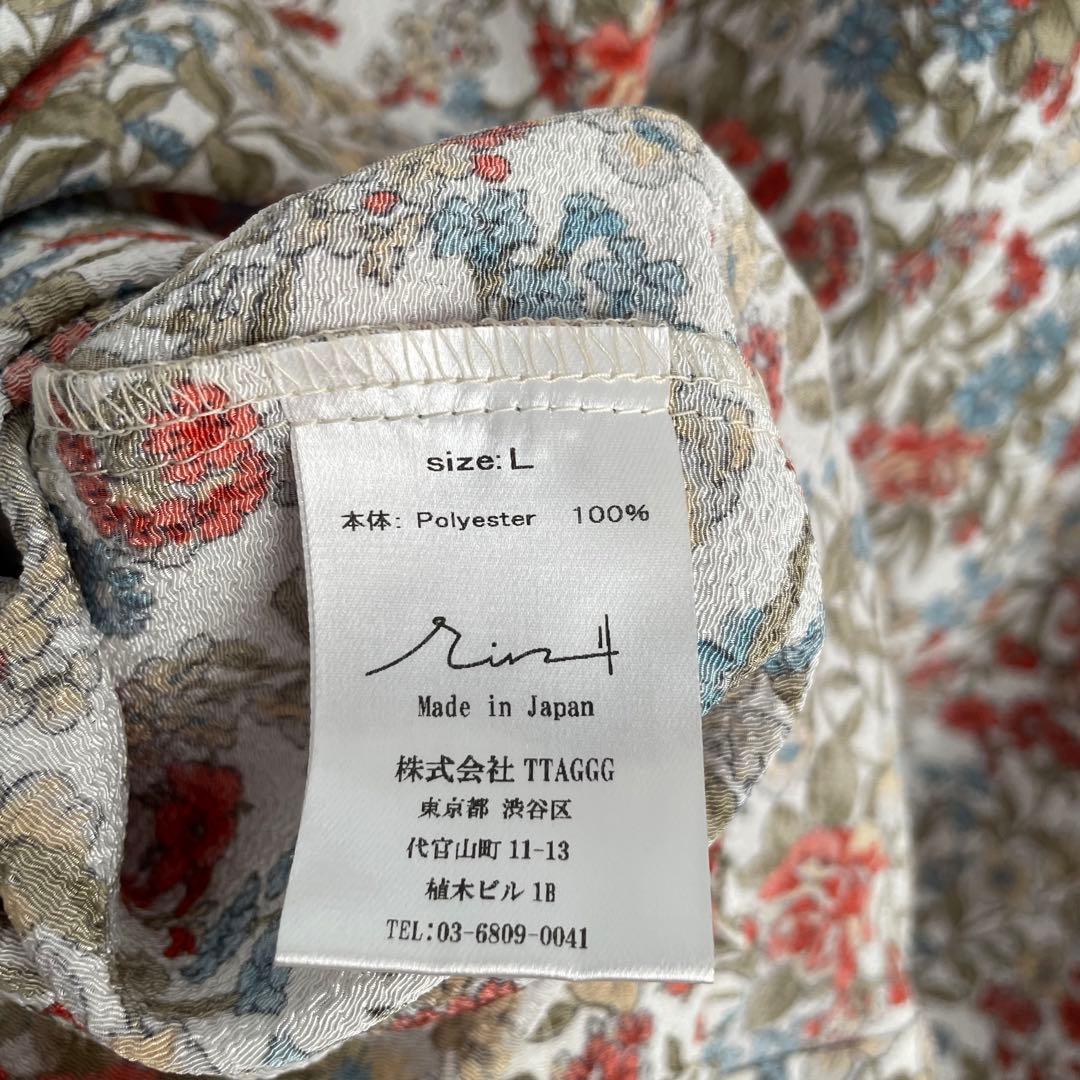 size: L
本体: Polyester 100%
Made in Japan
株式会社 TTAGGG
東京都 渋谷区
代官山町 11-13
植木ビル 1B
TEL:03-6809-0041